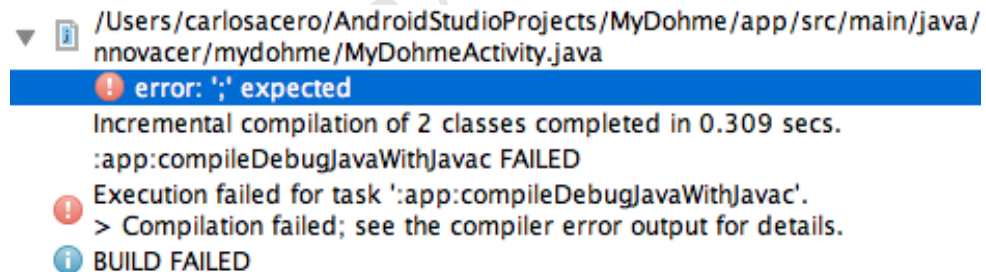 /Users/carlosacero/AndroidStudioProjects/MyDohme/app/src/main/java/
nnovacer/mydohme/MyDohmeActivity.java
error: ';' expected
Incremental compilation of 2 classes completed in 0.309 secs.
:app:compileDebugJavaWithJavac FAILED
Execution failed for task ':app:compileDebugJavaWithJavac'.
> Compilation failed; see the compiler error output for details.
BUILD FAILED